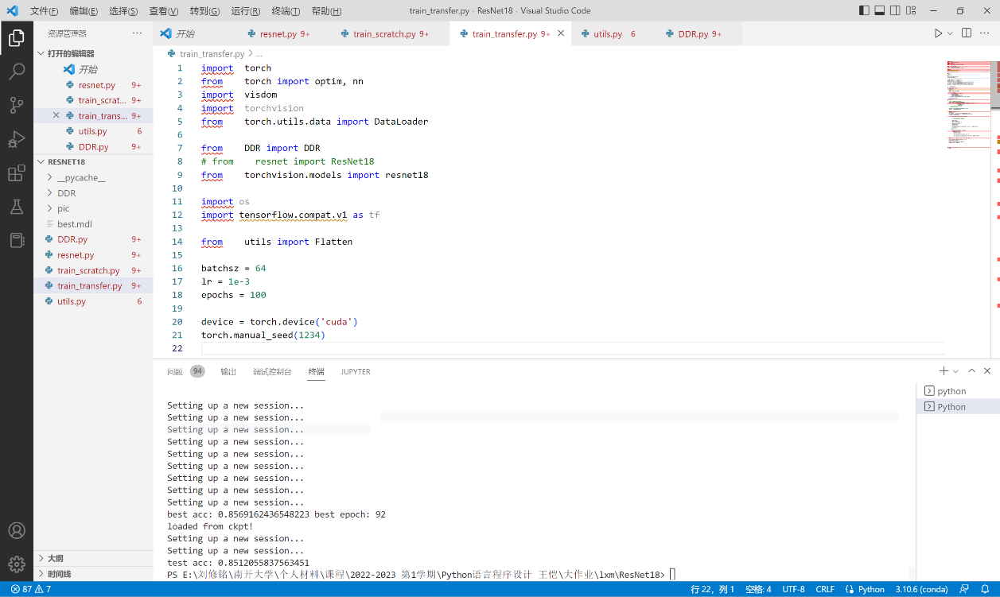 文件(F) 编辑(E) 选择(S) 查看(V) 转到(G) 运行(R) 终端(T) 帮助(H) train_transfer.py - ResNet18 - Visual Studio Code
资源管理器 ···
开始 resnet.py 9+ train_scratch.py 9+ train_transfer.py 9+ utils.py 6 DDR.py 9+
打开的编辑器
开始
resnet.py 9+
train_scrat... 9+
train_trans... 9+
utils.py 6
DDR.py 9+
RESNET18
__pycache__
DDR
pic
best.mdl
DDR.py 9+
resnet.py 9+
train_scratch.py 9+
train_transfer.py 9+
utils.py 6
大纲
时间线
train_transfer.py > ...
1 import torch
2 from torch import optim, nn
3 import visdom
4 import torchvision
5 from torch.utils.data import DataLoader
6
7 from DDR import DDR
8 # from resnet import ResNet18
9 from torchvision.models import resnet18
10
11 import os
12 import tensorflow.compat.v1 as tf
13
14 from utils import Flatten
15
16 batchsz = 64
17 lr = 1e-3
18 epochs = 100
19
20 device = torch.device('cuda')
21 torch.manual_seed(1234)
22
问题 94 输出 调试控制台 终端 JUPYTER
Setting up a new session...
Setting up a new session...
Setting up a new session...
Setting up a new session...
Setting up a new session...
Setting up a new session...
Setting up a new session...
Setting up a new session...
Setting up a new session...
best acc: 0.8569162436548223 best epoch: 92
loaded from ckpt!
Setting up a new session...
Setting up a new session...
test acc: 0.8512055837563451
PS E:\刘修铭\南开大学\个人材料\课程\2022-2023 第1学期\Python语言程序设计 王恺\大作业\lxm\ResNet18>
python
Python
87 7 行 22，列 1 空格: 4 UTF-8 CRLF Python 3.10.6 (conda)